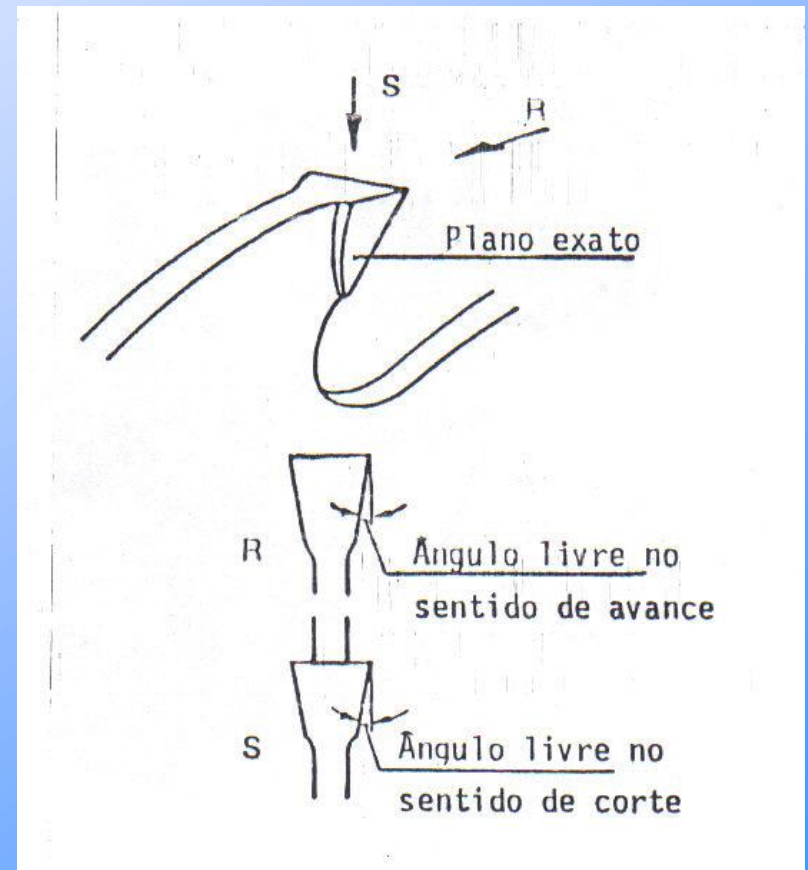 S
R
Plano exato
R
Ângulo livre no
sentido de avance
S
Ângulo livre no
sentido de corte